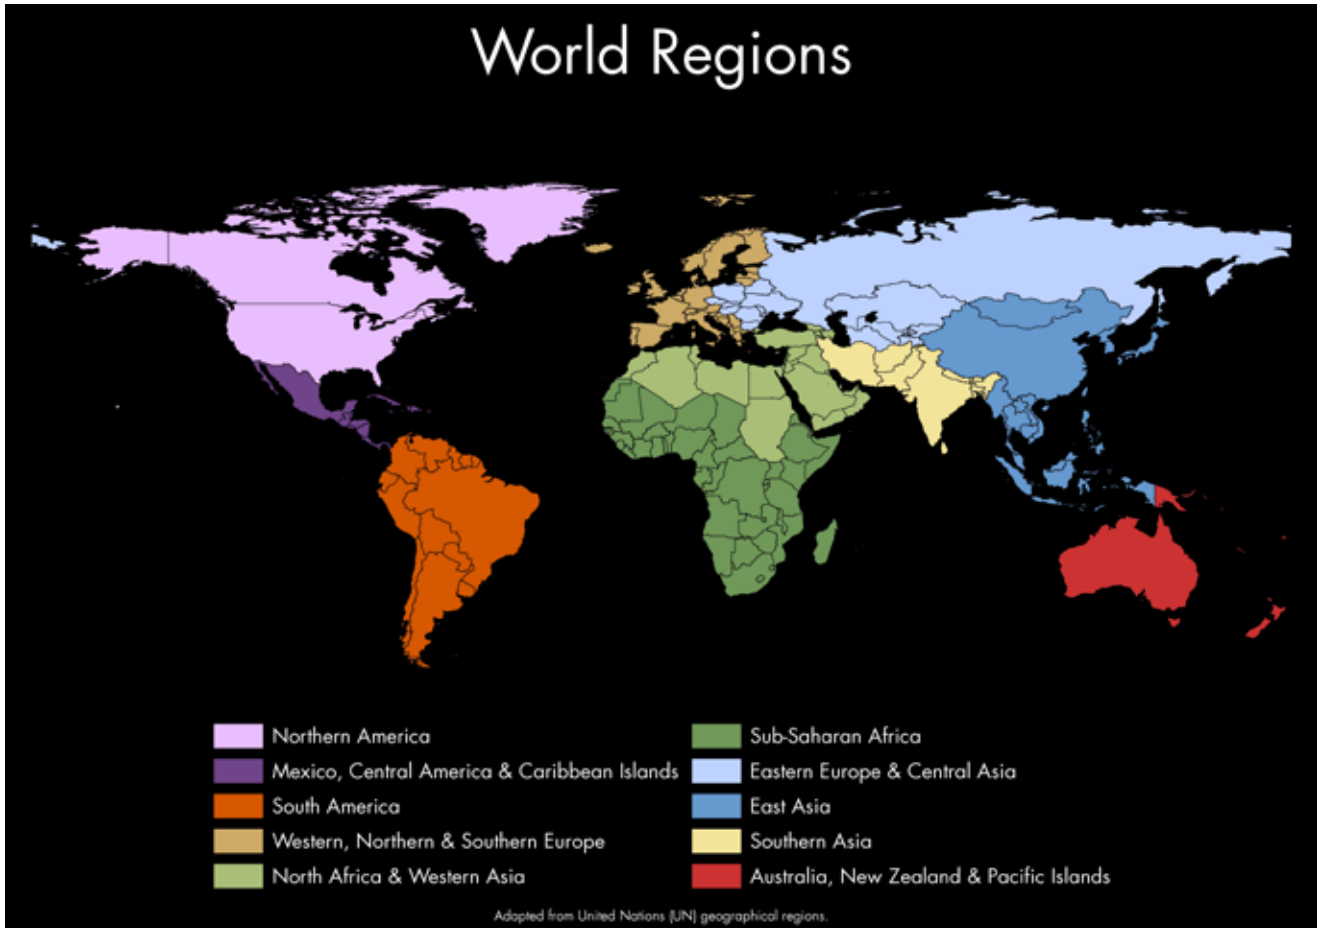 World Regions
Northern America
Mexico, Central America & Caribbean Islands
South America
Western, Northern & Southern Europe
North Africa & Western Asia
Sub-Saharan Africa
Eastern Europe & Central Asia
East Asia
Southern Asia
Australia, New Zealand & Pacific Islands
Adapted from United Nations (UN) geographical regions.